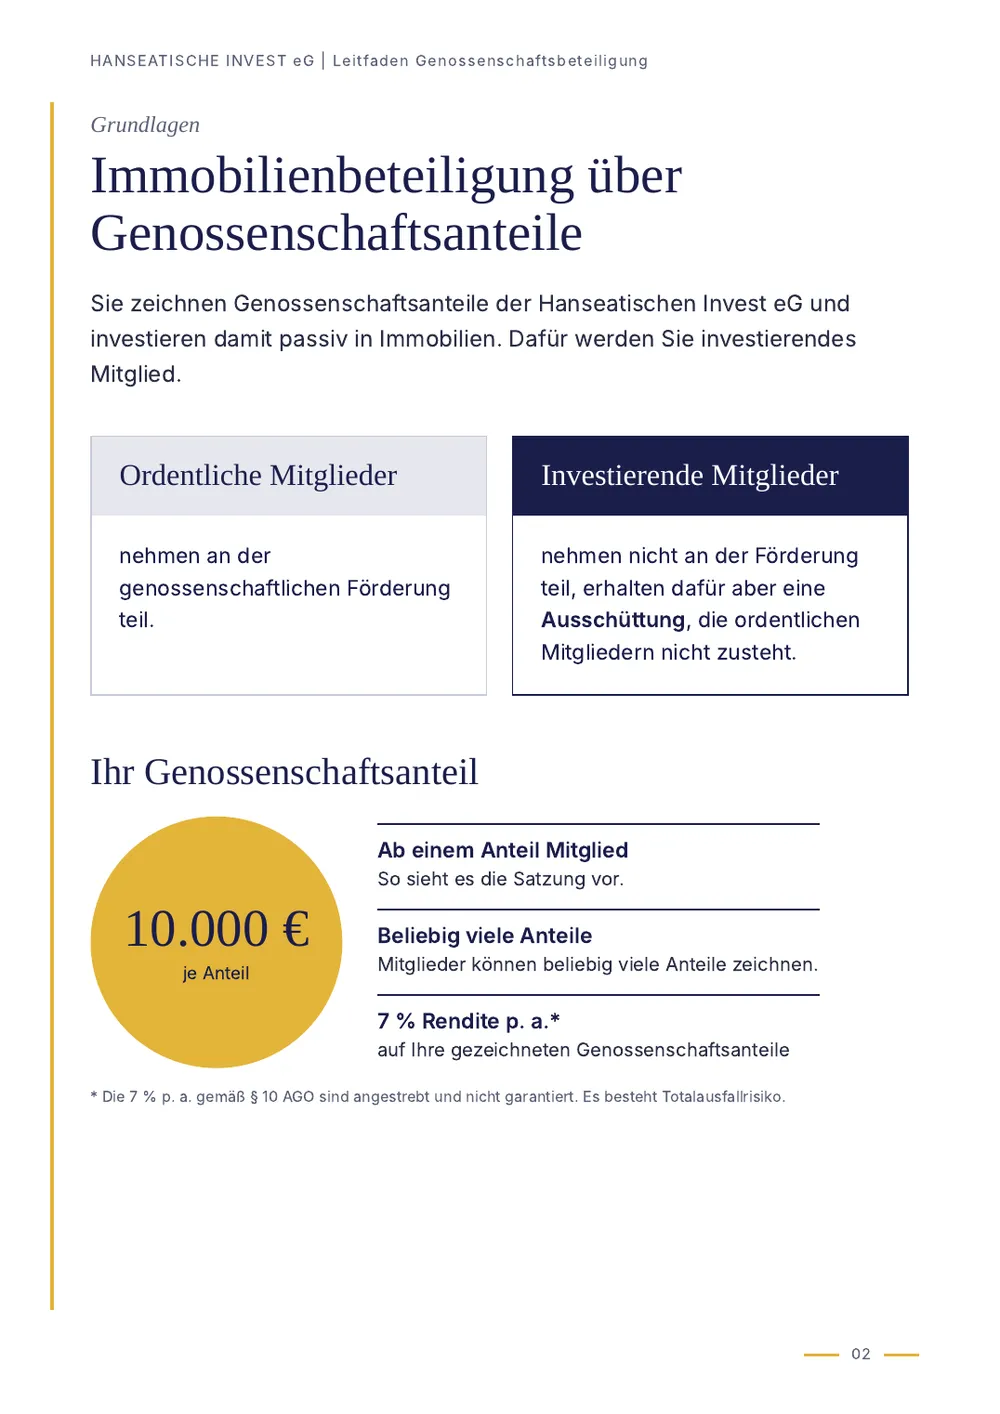 HANSEATISCHE INVEST eG | Leitfaden Genossenschaftsbeteiligung
Grundlagen
Immobilienbeteiligung über
Genossenschaftsanteile
Sie zeichnen Genossenschaftsanteile der Hanseatischen Invest eG und
investieren damit passiv in Immobilien. Dafür werden Sie investierendes
Mitglied.
Ordentliche Mitglieder
nehmen an der
genossenschaftlichen Förderung
teil.
Investierende Mitglieder
nehmen nicht an der Förderung
teil, erhalten dafür aber eine
Ausschüttung, die ordentlichen
Mitgliedern nicht zusteht.
Ihr Genossenschaftsanteil
10.000 €
je Anteil
Ab einem Anteil Mitglied
So sieht es die Satzung vor.
Beliebig viele Anteile
Mitglieder können beliebig viele Anteile zeichnen.
7 % Rendite p. a.*
auf Ihre gezeichneten Genossenschaftsanteile
* Die 7 % p. a. gemäß § 10 AGO sind angestrebt und nicht garantiert. Es besteht Totalausfallrisiko.
02